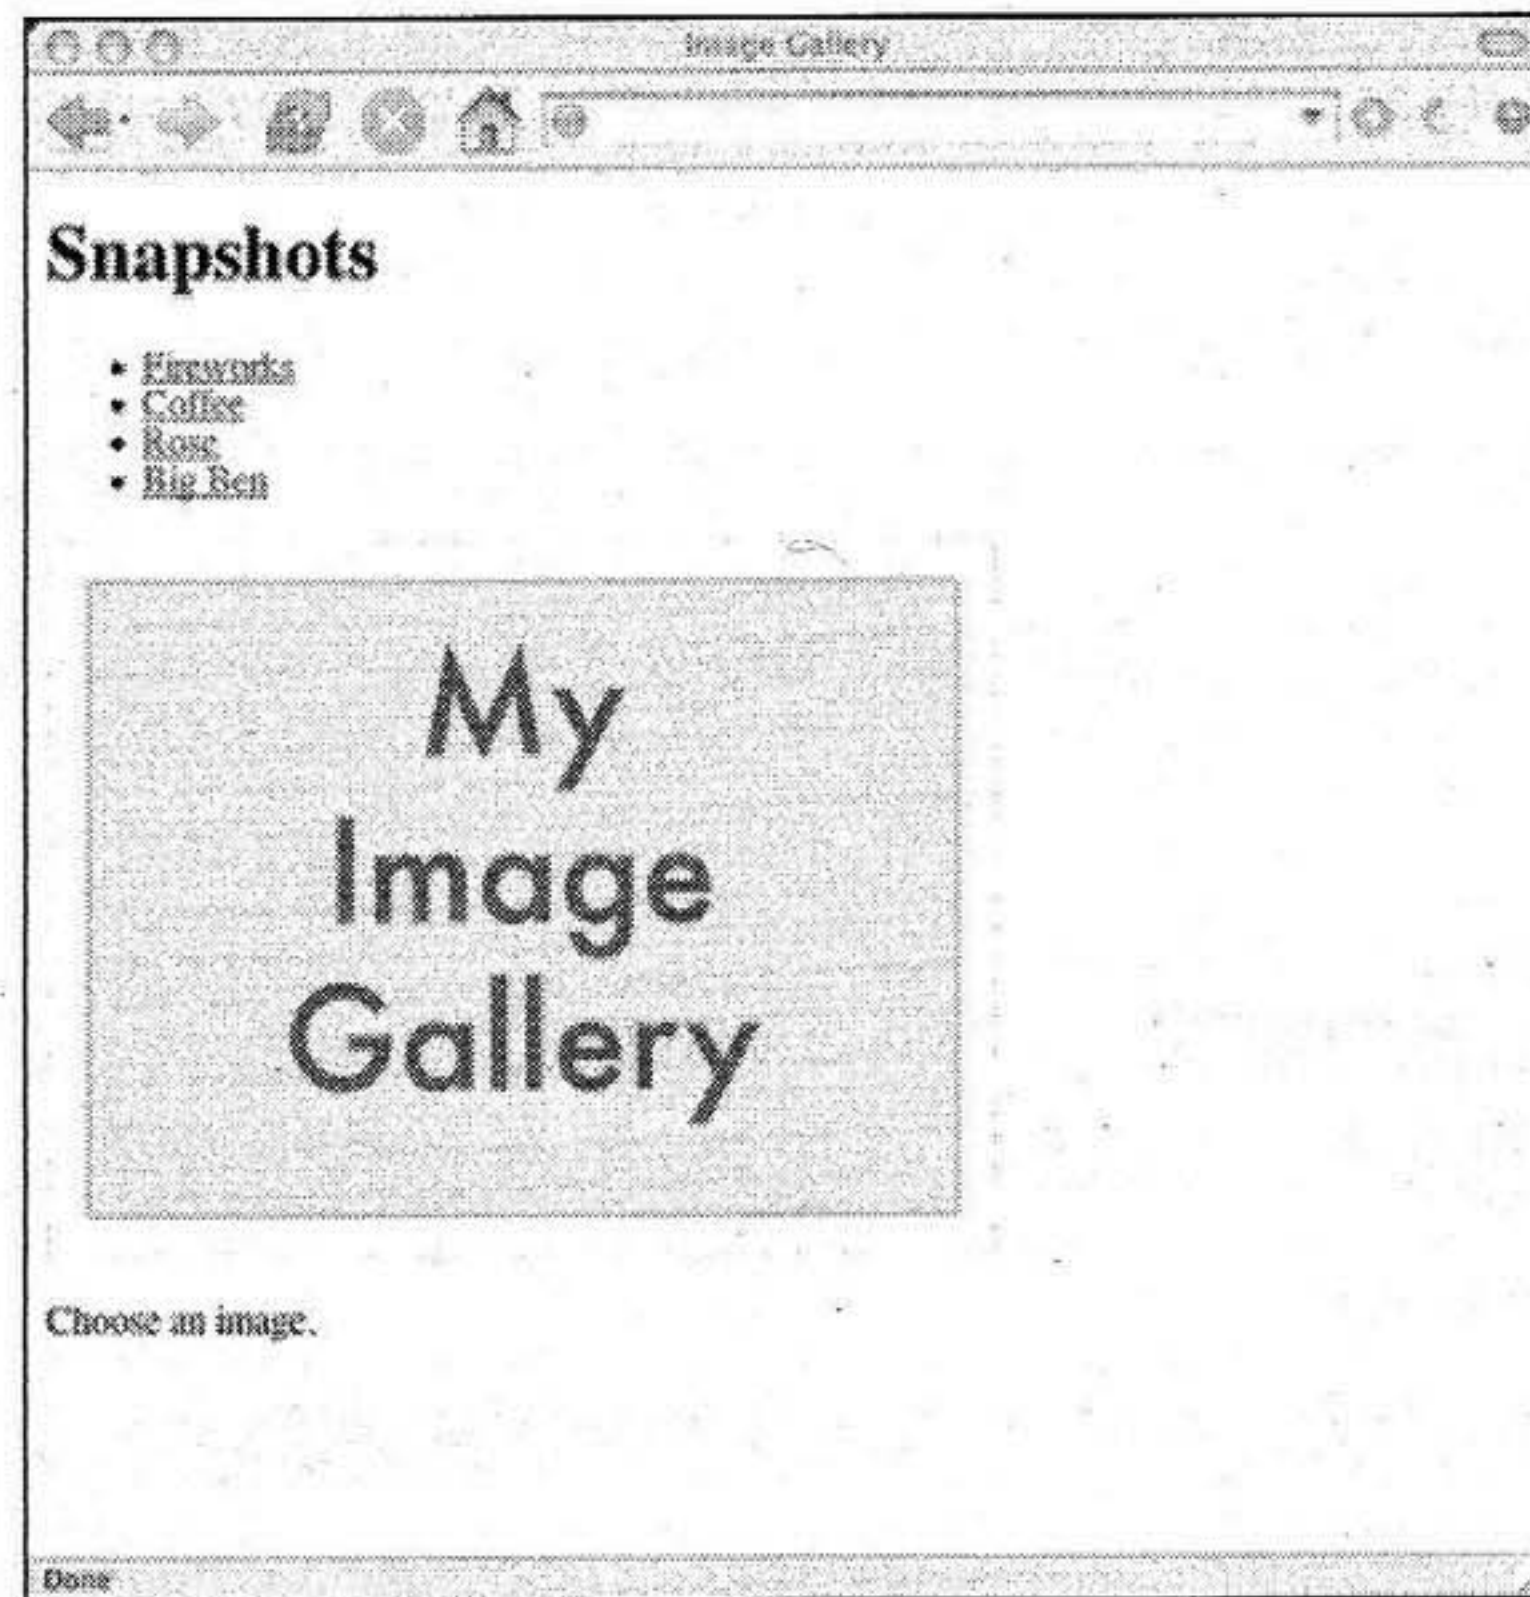 Image Gallery
Snapshots
Fireworks
Coffee
Rose
Big Ben
My
Image
Gallery
Choose an image.
Done